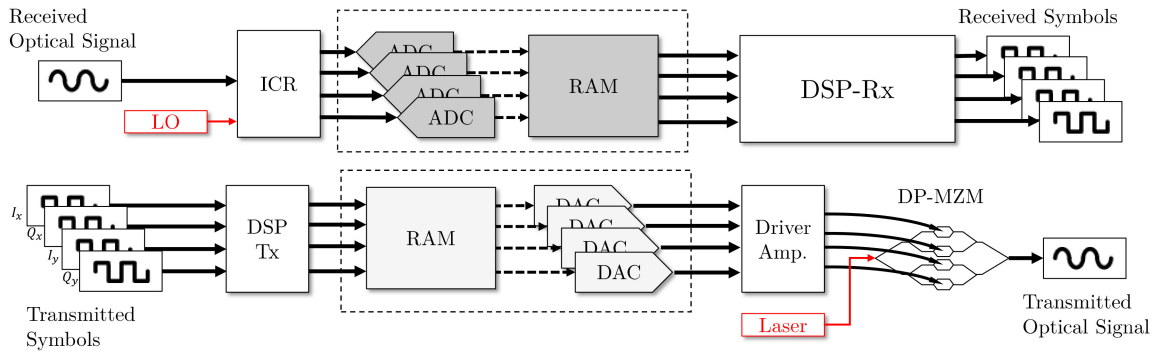 Received
Optical Signal
ICR
LO
ADC
ADC
ADC
ADC
RAM
DSP-Rx
Received Symbols
I_x
Q_x
I_y
Q_y
Transmitted
Symbols
DSP
Tx
RAM
DAC
DAC
DAC
DAC
Driver
Amp.
DP-MZM
Laser
Transmitted
Optical Signal